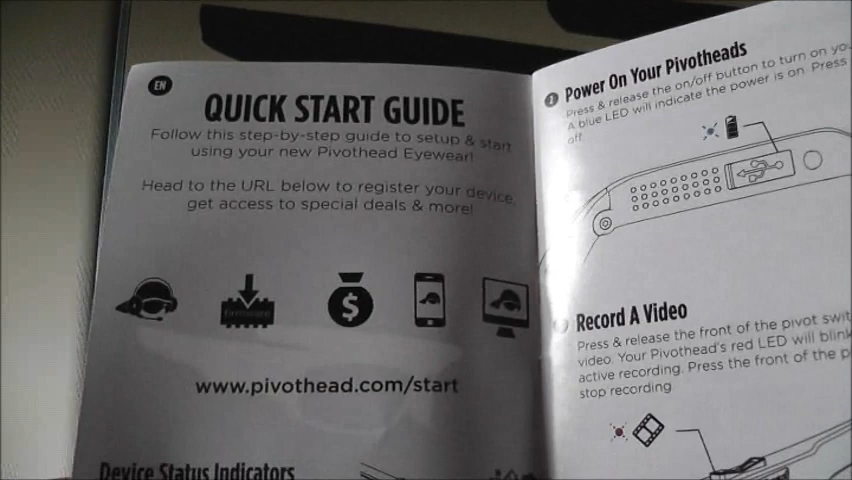 EN
QUICK START GUIDE
Follow this step-by-step guide to setup & start
using your new Pivothead Eyewear!
Head to the URL below to register your device,
get access to special deals & more!
firmware
$
www.pivothead.com/start
Device Status Indicators
Power On Your Pivotheads
Press & release the on/off button to turn on
A blue LED will indicate the power is on. Press
off.
Record A Video
Press & release the front of the pivot
video. Your Pivothead's red LED will
active recording. Press the front of the
stop recording.